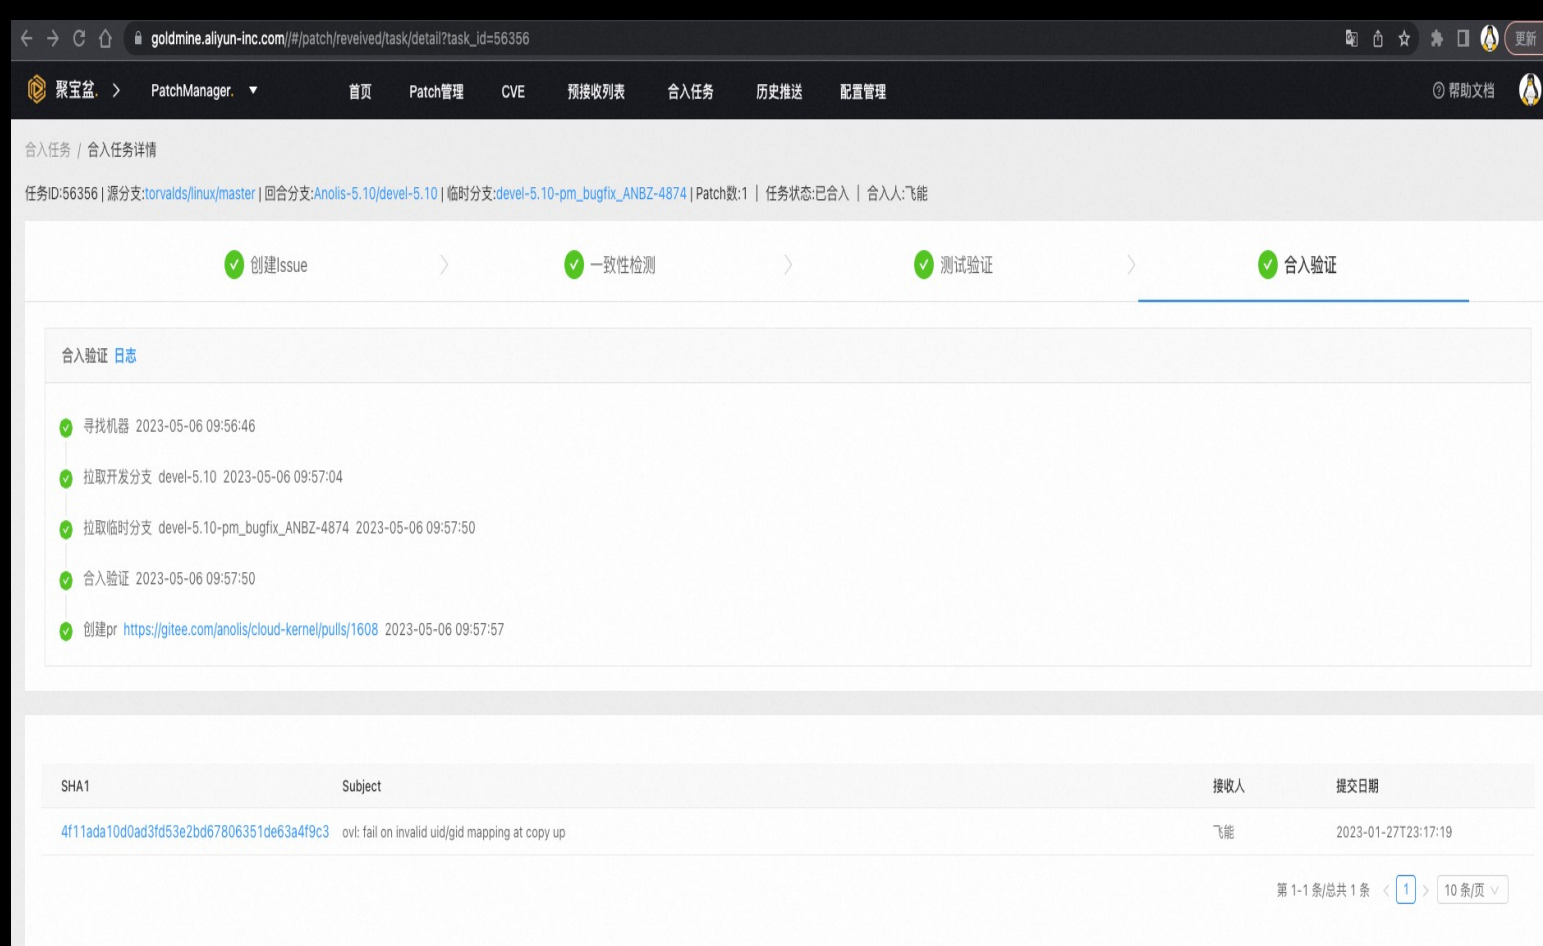 goldmine.aliyun-inc.com//#/patch/reveived/task/detail?task_id=56356 更新
聚宝盆. PatchManager. 首页 Patch管理 CVE 预接收列表 合入任务 历史推送 配置管理 帮助文档
合入任务 / 合入任务详情
任务ID:56356 | 源分支:torvalds/linux/master | 回合分支:Anolis-5.10/devel-5.10 | 临时分支:devel-5.10-pm_bugfix_ANBZ-4874 | Patch数:1 | 任务状态:已合入 | 合入人:飞能
创建Issue 一致性检测 测试验证 合入验证
合入验证 日志
寻找机器 2023-05-06 09:56:46
拉取开发分支 devel-5.10 2023-05-06 09:57:04
拉取临时分支 devel-5.10-pm_bugfix_ANBZ-4874 2023-05-06 09:57:50
合入验证 2023-05-06 09:57:50
创建pr https://gitee.com/anolis/cloud-kernel/pulls/1608 2023-05-06 09:57:57
SHA1 Subject 接收人 提交日期
4f11ada10d0ad3fd53e2bd67806351de63a4f9c3 ovl: fail on invalid uid/gid mapping at copy up 飞能 2023-01-27T23:17:19
第 1-1 条/总共 1 条 < 1 > 10 条/页